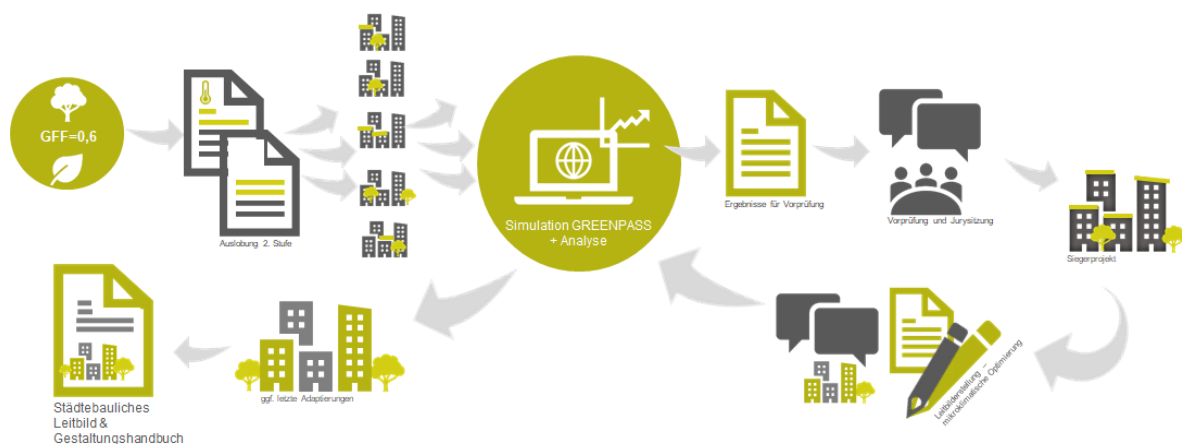 GFF=0,6
Auslobung 2. Stufe
Simulation GREENPASS
+ Analyse
Ergebnisse für Vorprüfung
Vorprüfung und Jurysitzung
Siegerprojekt
Leitbilderstellung –
mikroklimatische Optimierung
ggf. letzte Adaptierungen
Städtebauliches
Leitbild &
Gestaltungshandbuch